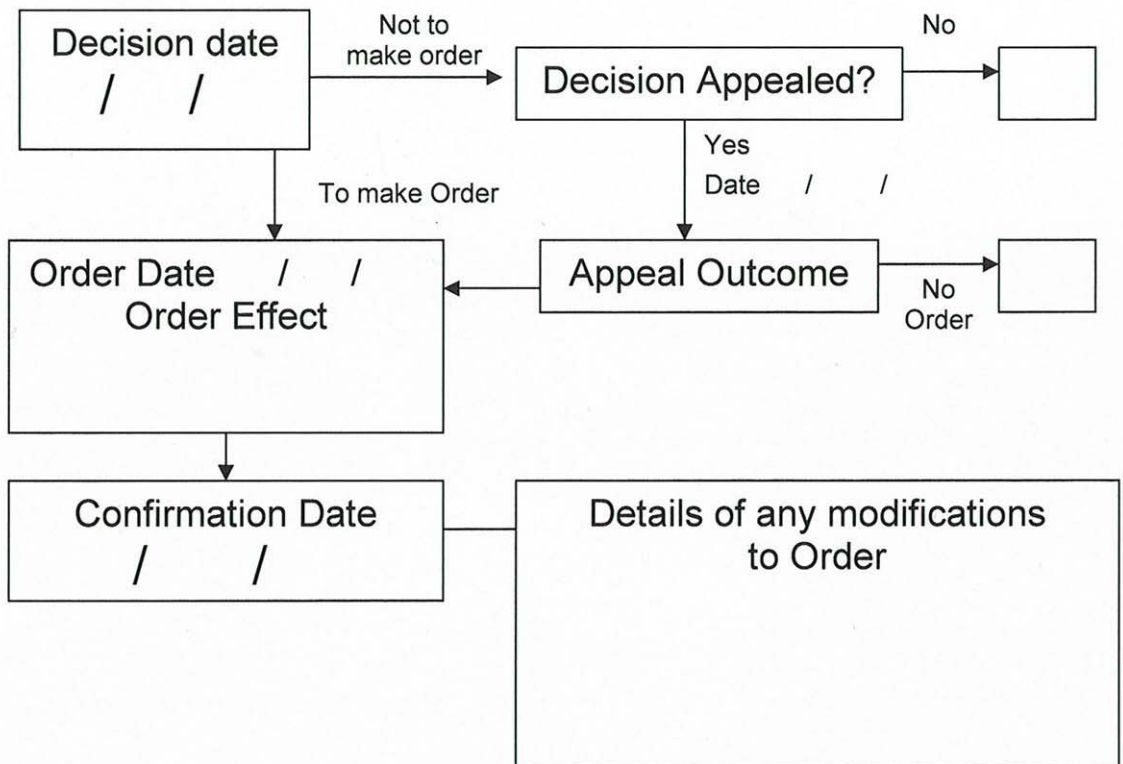 Decision date
/ /
Not to
make order
Decision Appealed?
No
Yes
Date / /
To make Order
Order Date / /
Order Effect
Appeal Outcome
No
Order
Confirmation Date
/ /
Details of any modifications
to Order